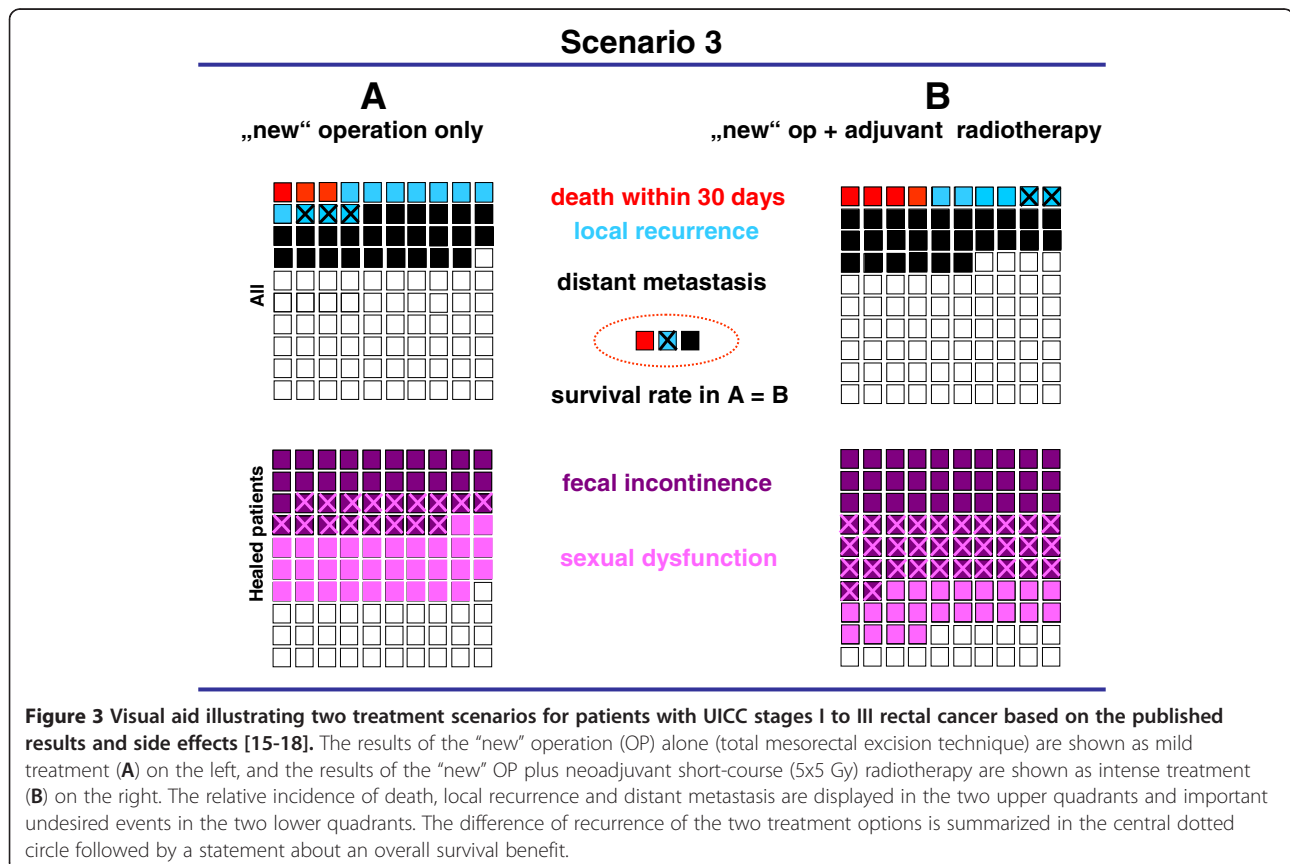 Scenario 3
A
„new“ operation only
B
„new“ op + adjuvant radiotherapy
death within 30 days
local recurrence
distant metastasis
survival rate in A = B
All
fecal incontinence
sexual dysfunction
Healed patients
Figure 3 Visual aid illustrating two treatment scenarios for patients with UICC stages I to III rectal cancer based on the published
results and side effects [15-18]. The results of the “new” operation (OP) alone (total mesorectal excision technique) are shown as mild
treatment (A) on the left, and the results of the “new” OP plus neoadjuvant short-course (5x5 Gy) radiotherapy are shown as intense treatment
(B) on the right. The relative incidence of death, local recurrence and distant metastasis are displayed in the two upper quadrants and important
undesired events in the two lower quadrants. The difference of recurrence of the two treatment options is summarized in the central dotted
circle followed by a statement about an overall survival benefit.